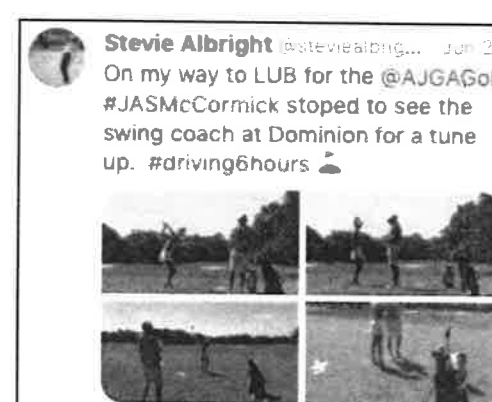 Stevie Albright
On my way to LUB for the @AJGAGol
#JASMcCormick stoped to see the
swing coach at Dominion for a tune
up. #driving6hours